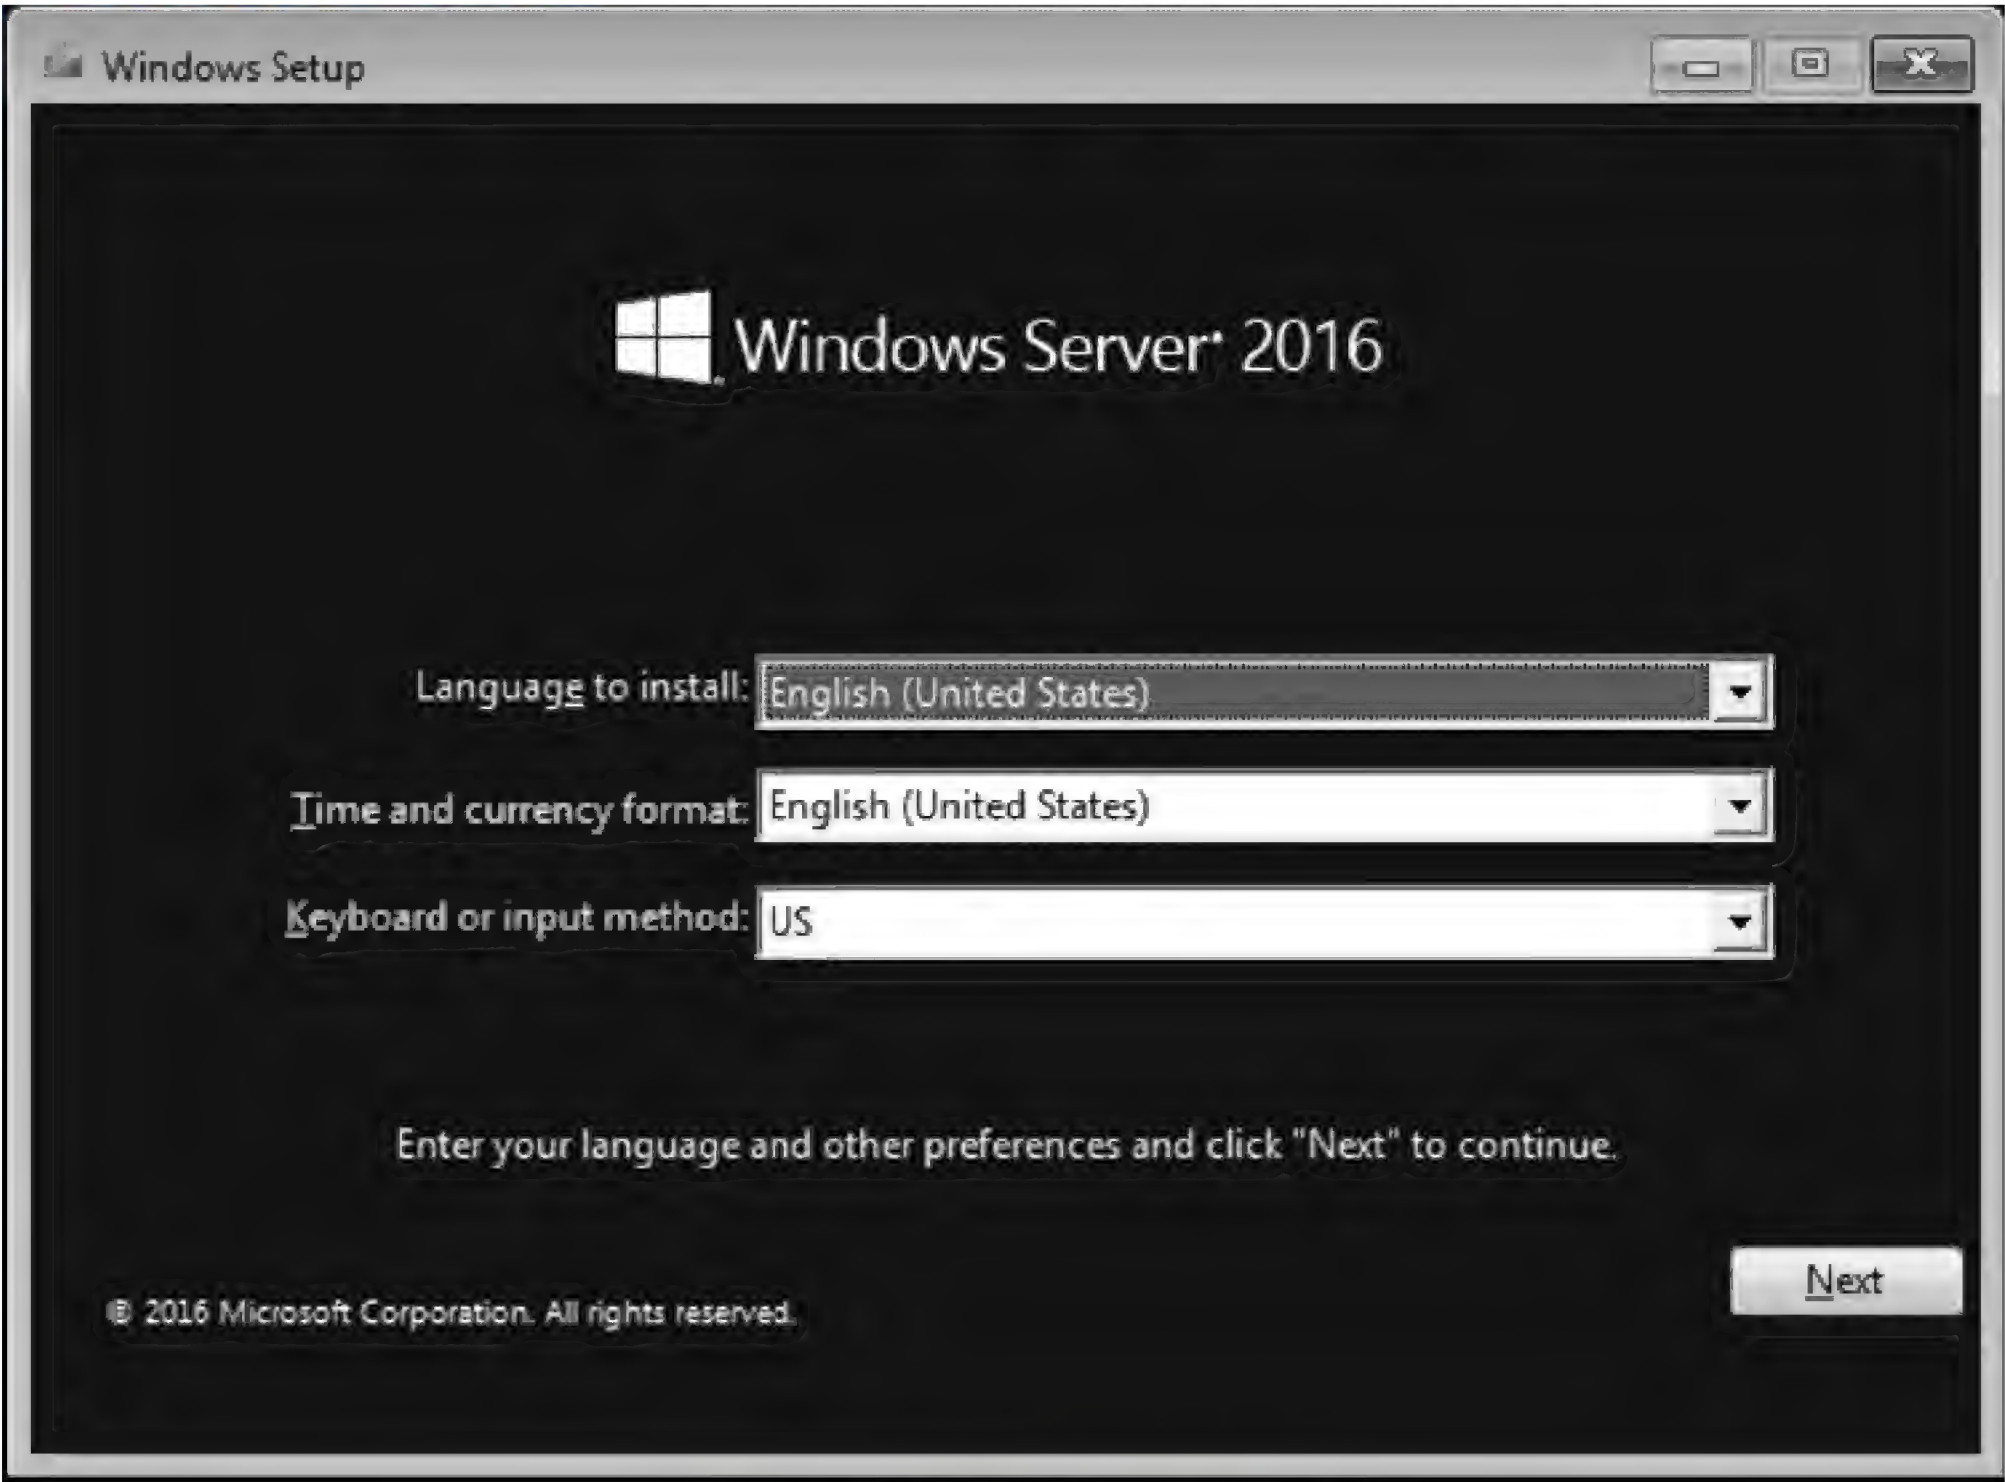 Windows Setup
Windows Server® 2016
Language to install: English (United States)
Time and currency format: English (United States)
Keyboard or input method: US
Enter your language and other preferences and click "Next" to continue.
© 2016 Microsoft Corporation. All rights reserved.
Next